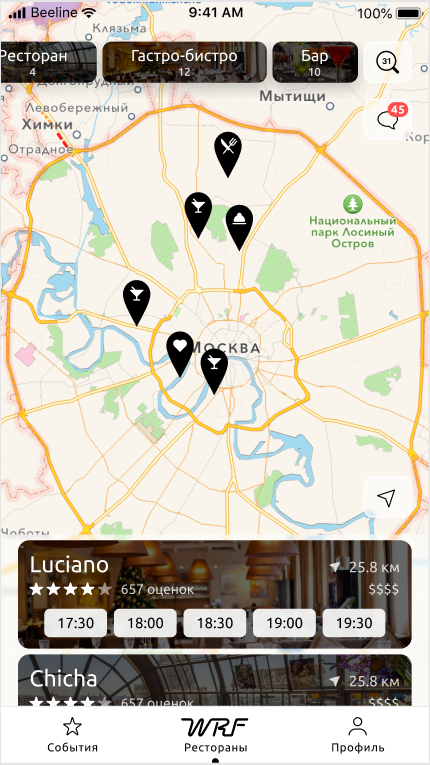 Beeline 9:41 AM 100%
Клязьма
Ресторан
4
Гастро-бистро
12
Бар
10
31
Долгопрудный
Мытищи
Левобережный
Химки
45
Отрадное
Национальный
парк Лосиный
Остров
МОСКВА
Чоботы
Luciano
25.8 км
657 оценок
$$$$
17:30 18:00 18:30 19:00 19:30
Chicha
25.8 км
657 оценок
$$$$
WRF
События Рестораны Профиль